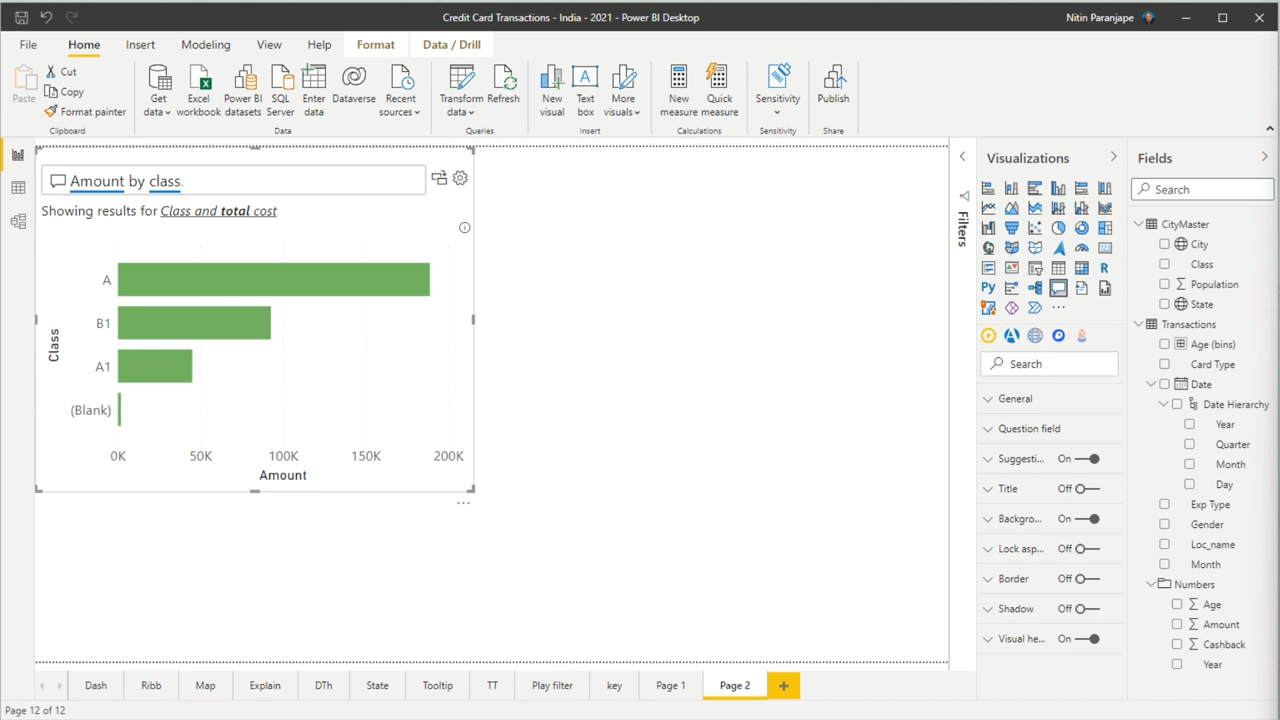 Credit Card Transactions - India - 2021 - Power BI Desktop
Nitin Paranjape
File Home Insert Modeling View Help Format Data / Drill
Paste
Cut
Copy
Format painter
Clipboard
Get data
Excel workbook
Power BI datasets
SQL Server
Enter data
Dataverse
Recent sources
Data
Transform data
Refresh
Queries
New visual
Text box
More visuals
Insert
New measure
Quick measure
Calculations
Sensitivity
Sensitivity
Publish
Share
Amount by class.
Showing results for Class and total cost
Class
A
B1
A1
(Blank)
0K 50K 100K 150K 200K
Amount
Filters
Visualizations
R
Py
Search
General
Question field
Suggesti... On
Title Off
Backgro... On
Lock asp... Off
Border Off
Shadow Off
Visual he... On
Fields
Search
CityMaster
City
Class
Population
State
Transactions
Age (bins)
Card Type
Date
Date Hierarchy
Year
Quarter
Month
Day
Exp Type
Gender
Loc_name
Month
Numbers
Age
Amount
Cashback
Year
Dash Ribb Map Explain DTh State Tooltip TT Play filter key Page 1 Page 2
Page 12 of 12